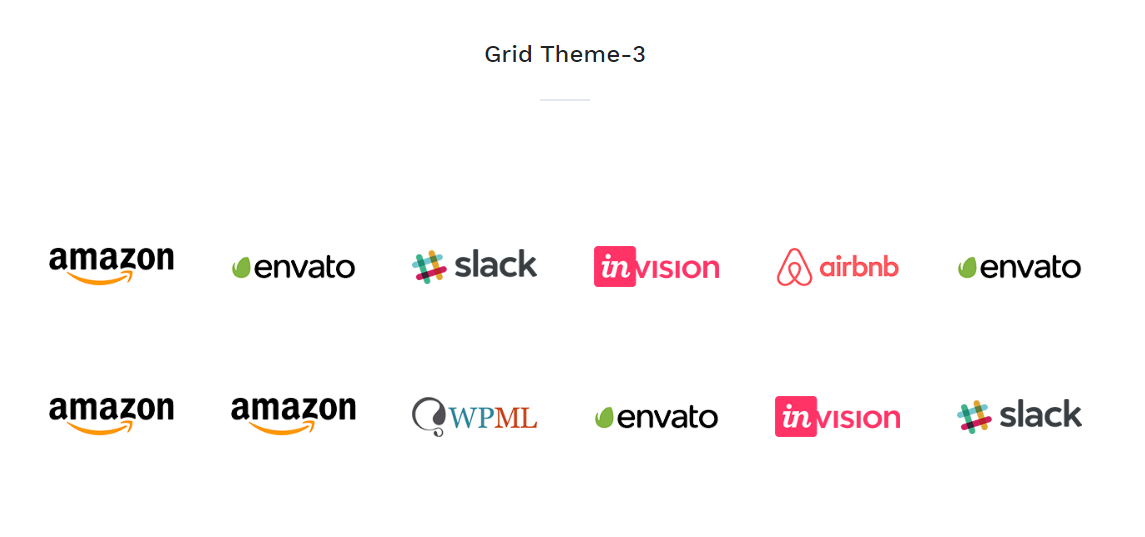 Grid Theme-3
amazon envato slack invision airbnb envato
amazon amazon WPML envato invision slack